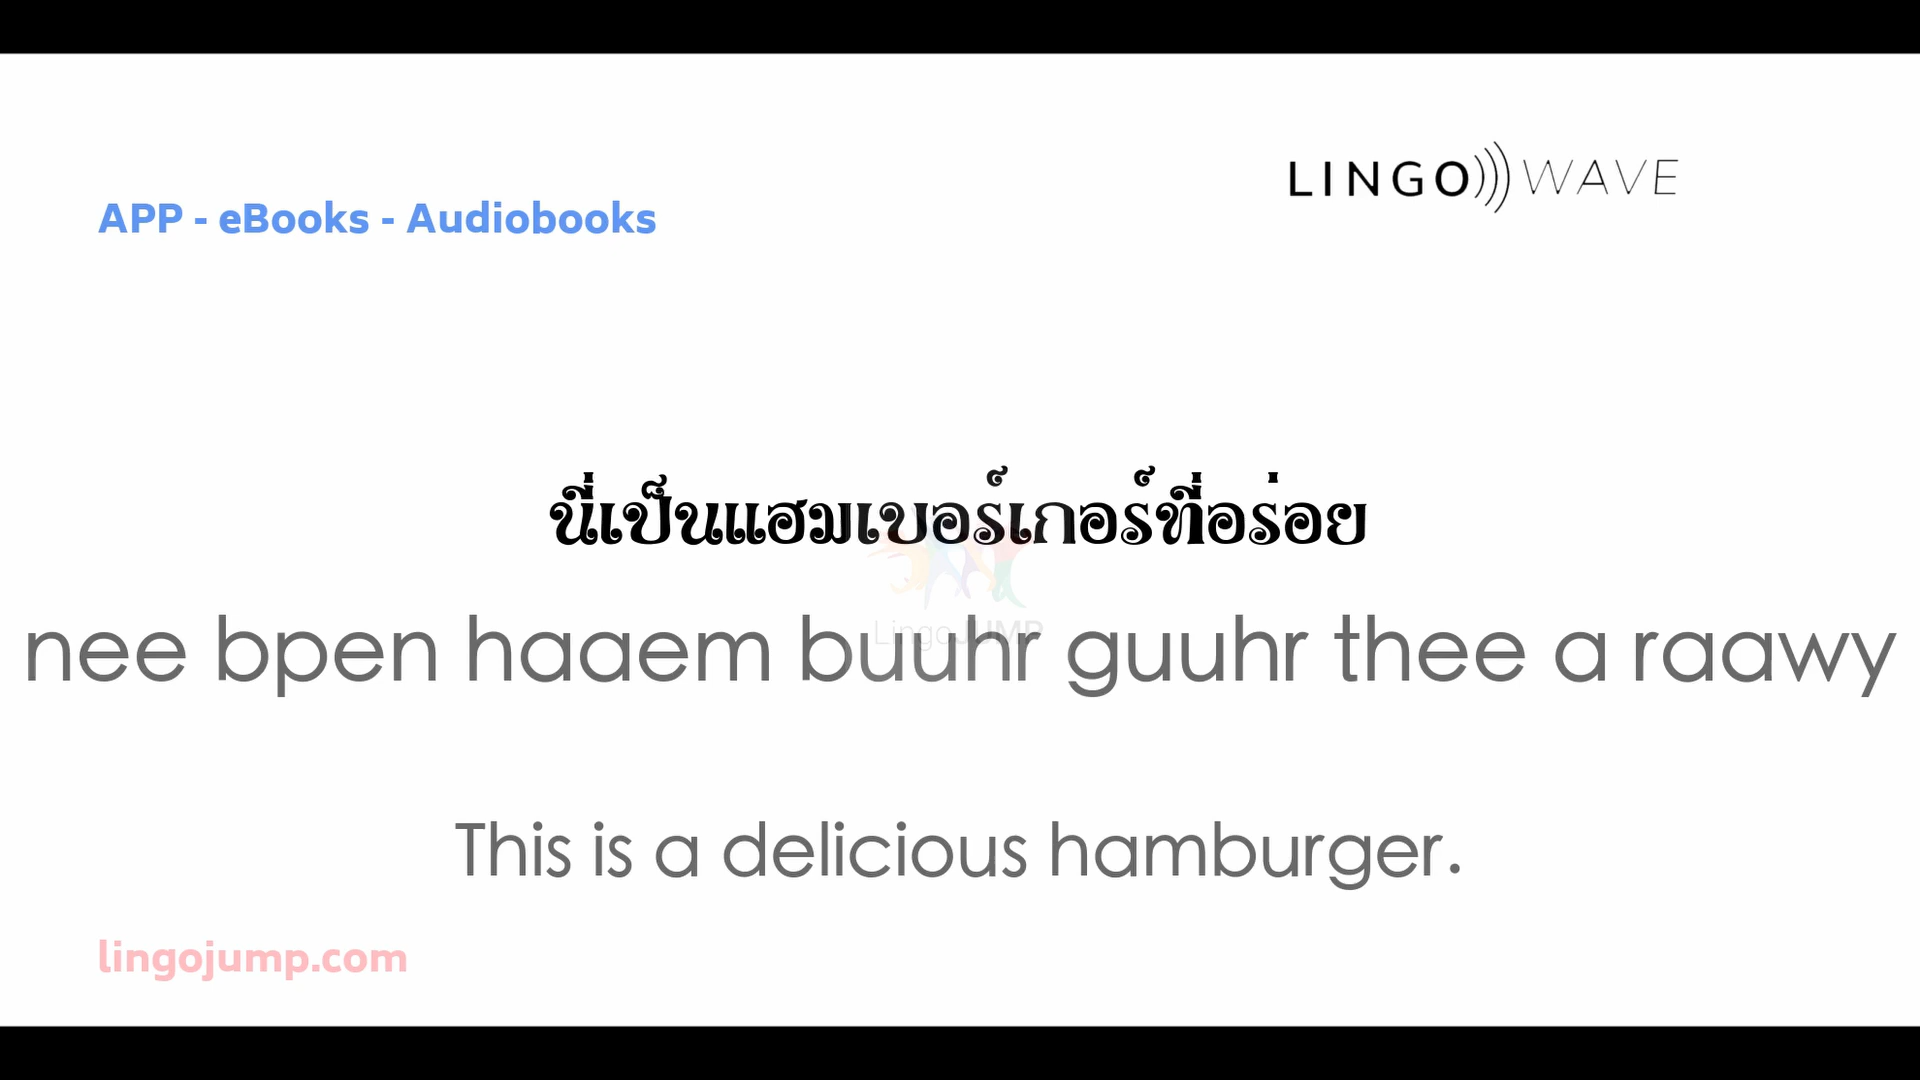 LINGO WAVE
APP - eBooks - Audiobooks
นี่เป็นแฮมเบอร์เกอร์ที่อร่อย
LingoJUMP
nee bpen haaem buuhr guuhr thee a raawy
This is a delicious hamburger.
lingojump.com